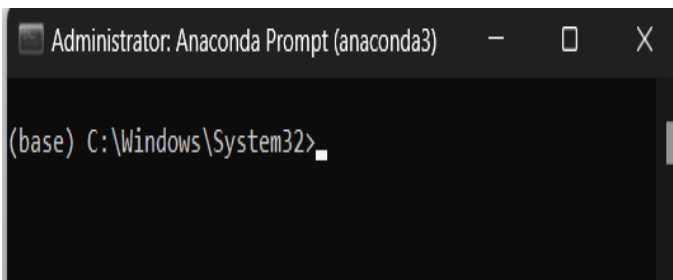 Administrator: Anaconda Prompt (anaconda3)
(base) C:\Windows\System32>